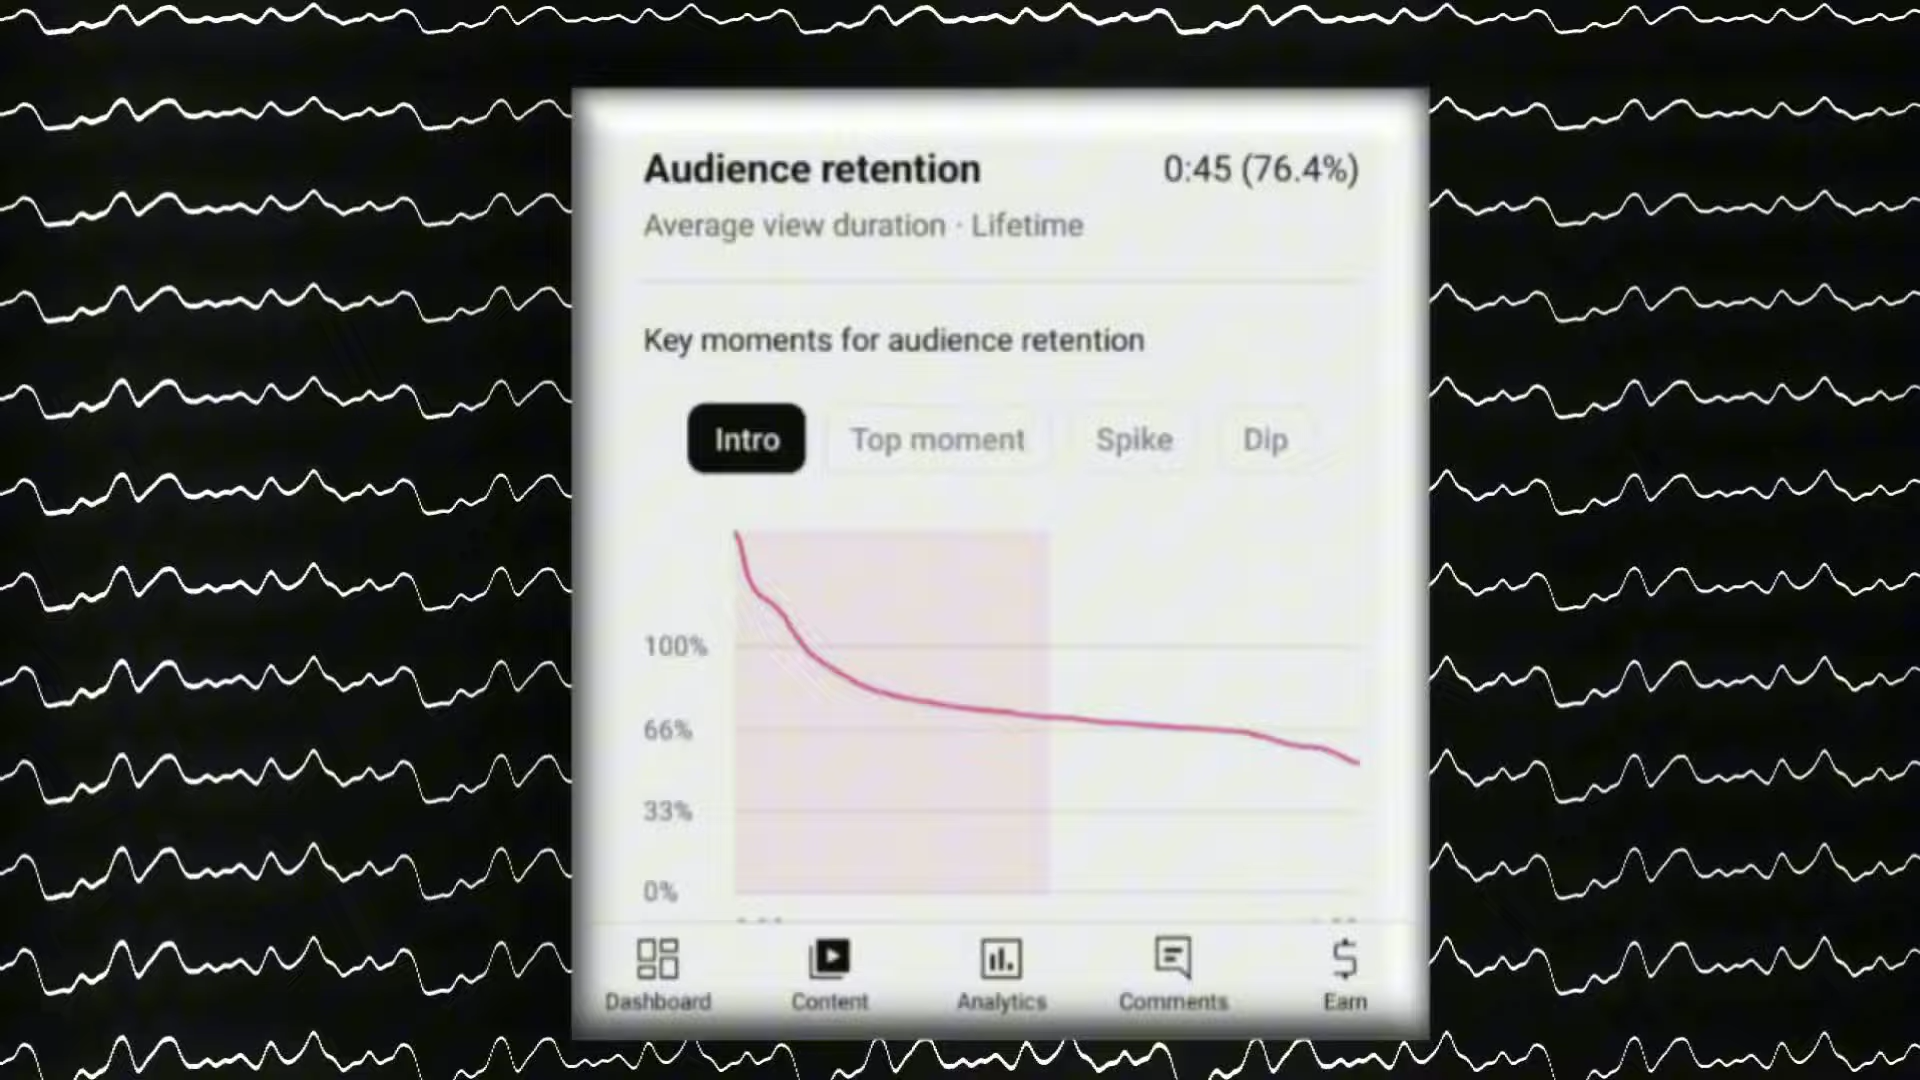 Audience retention 0:45 (76.4%)
Average view duration · Lifetime
Key moments for audience retention
Intro Top moment Spike Dip
100%
66%
33%
0%
Dashboard Content Analytics Comments Earn